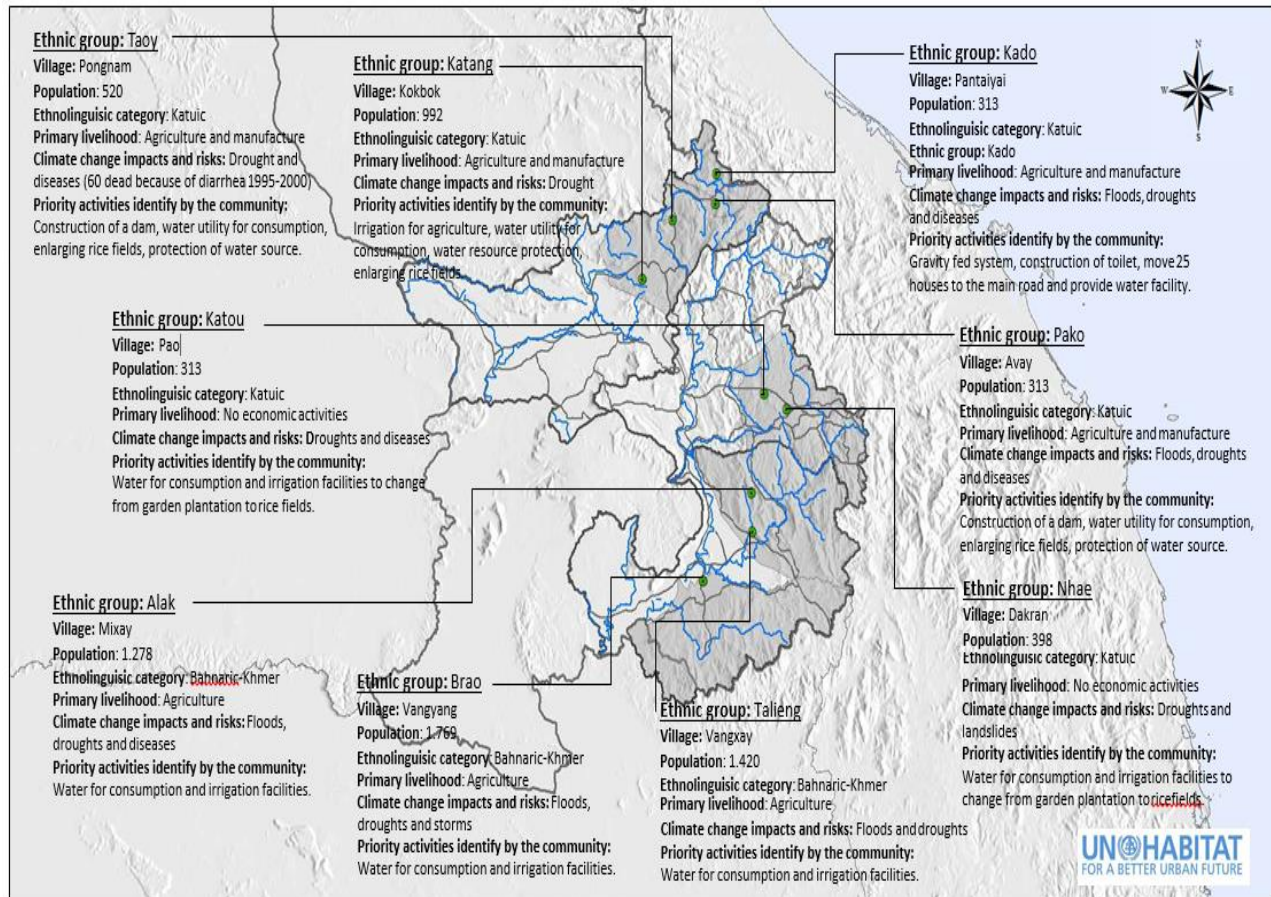 Ethnic group: Taoy
Village: Pongnam
Population: 520
Ethnolinguisic category: Katuic
Primary livelihood: Agriculture and manufacture
Climate change impacts and risks: Drought and
diseases (60 dead because of diarrhea 1995-2000)
Priority activities identify by the community:
Construction of a dam, water utility for consumption,
enlarging rice fields, protection of water source.
Ethnic group: Katang
Village: Kokbok
Population: 992
Ethnolinguisic category: Katuic
Primary livelihood: Agriculture and manufacture
Climate change impacts and risks: Drought
Priority activities identify by the community:
Irrigation for agriculture, water utility for
consumption, water resource protection,
enlarging rice fields.
Ethnic group: Kado
Village: Pantaiyai
Population: 313
Ethnolinguisic category: Katuic
Ethnic group: Kado
Primary livelihood: Agriculture and manufacture
Climate change impacts and risks: Floods, droughts
and diseases
Priority activities identify by the community:
Gravity fed system, construction of toilet, move 25
houses to the main road and provide water facility.
N
W
E
S
Ethnic group: Katou
Village: Pao
Population: 313
Ethnolinguisic category: Katuic
Primary livelihood: No economic activities
Climate change impacts and risks: Droughts and diseases
Priority activities identify by the community:
Water for consumption and irrigation facilities to change
from garden plantation to rice fields.
Ethnic group: Pako
Village: Avay
Population: 313
Ethnolinguisic category: Katuic
Primary livelihood: Agriculture and manufacture
Climate change impacts and risks: Floods, droughts
and diseases
Priority activities identify by the community:
Construction of a dam, water utility for consumption,
enlarging rice fields, protection of water source.
Ethnic group: Alak
Village: Mixay
Population: 1.278
Ethnolinguisic category: Bahnaric-Khmer
Primary livelihood: Agriculture
Climate change impacts and risks: Floods,
droughts and diseases
Priority activities identify by the community:
Water for consumption and irrigation facilities.
Ethnic group: Brao
Village: Vangyang
Population: 1.769
Ethnolinguisic category: Bahnaric-Khmer
Primary livelihood: Agriculture
Climate change impacts and risks: Floods,
droughts and storms
Priority activities identify by the community:
Water for consumption and irrigation facilities.
Ethnic group: Talieng
Village: Vangxay
Population: 1.420
Ethnolinguisic category: Bahnaric-Khmer
Primary livelihood: Agriculture
Climate change impacts and risks: Floods and droughts
Priority activities identify by the community:
Water for consumption and irrigation facilities.
Ethnic group: Nhae
Village: Dakran
Population: 398
Ethnolinguisic category: Katuic
Primary livelihood: No economic activities
Climate change impacts and risks: Droughts and
landslides
Priority activities identify by the community:
Water for consumption and irrigation facilities to
change from garden plantation to ricefields.
UN HABITAT
FOR A BETTER URBAN FUTURE